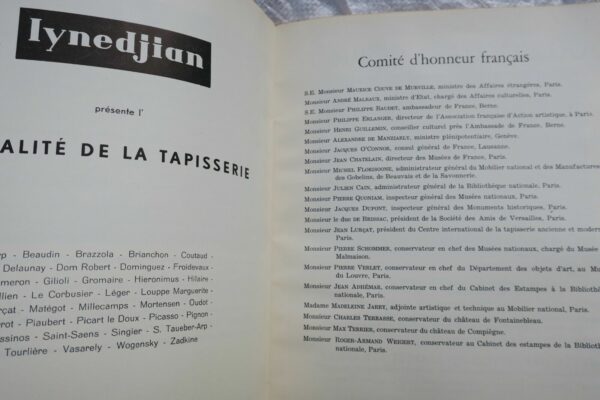 Iynedjian
présente l'
ALITÉ DE LA TAPISSERIE
rp - Beaudin - Brazzola - Brianchon - Coutaud
Delaunay - Dom Robert - Dominguez - Froidevaux
meron - Gilioli - Gromaire - Hieronimus - Hilaire
llien - Le Corbusier - Léger - Louppe Marguerite
rçat - Matégot - Millecamps - Mortensen - Oudot
rot - Piaubert - Picart le Doux - Picasso - Pignon
ssinos - Saint-Saens - Singier - S. Taeuber-Arp
Tourlière - Vasarely - Wogensky - Zadkine
Comité d'honneur français
S.E. Monsieur Maurice Couve de Murville, ministre des Affaires étrangères, Paris.
Monsieur André Malraux, ministre d'Etat, chargé des Affaires culturelles, Paris.
S.E. Monsieur Philippe Baudet, ambassadeur de France, Berne.
Monsieur Philippe Erlanger, directeur de l'Association française d'Action artistique, à Paris.
Monsieur Henri Guillemin, conseiller culturel près l'Ambassade de France, Berne.
Monsieur Alexandre de Manziarly, ministre plénipotentiaire, Genève.
Monsieur Jacques O'Connor, consul général de France, Lausanne.
Monsieur Jean Chatelain, directeur des Musées de France, Paris.
Monsieur Michel Florisoone, administrateur général du Mobilier national et des Manufactures
des Gobelins, de Beauvais et de la Savonnerie.
Monsieur Julien Cain, administrateur général de la Bibliothèque nationale, Paris.
Monsieur Pierre Quoniam, inspecteur général des Musées nationaux, Paris.
Monsieur Jacques Dupont, inspecteur général des Monuments historiques, Paris.
Monsieur le duc de Brissac, président de la Société des Amis de Versailles, Paris.
Monsieur Jean Lurçat, président du Centre international de la tapisserie ancienne et moder
Paris.
Monsieur Pierre Schommer, conservateur en chef des Musées nationaux, chargé du Musée
Malmaison.
Monsieur Pierre Verlet, conservateur en chef du Département des objets d'art, au Mu
du Louvre, Paris.
Monsieur Jean Adhémar, conservateur en chef du Cabinet des Estampes à la Biblioth
nationale, Paris.
Madame Madeleine Jarry, adjointe artistique et technique au Mobilier national, Paris.
Monsieur Charles Terrasse, conservateur du château de Fontainebleau.
Monsieur Max Terrier, conservateur du château de Compiègne.
Monsieur Roger-Armand Weigert, conservateur au Cabinet des estampes de la Biblioth
nationale, Paris.